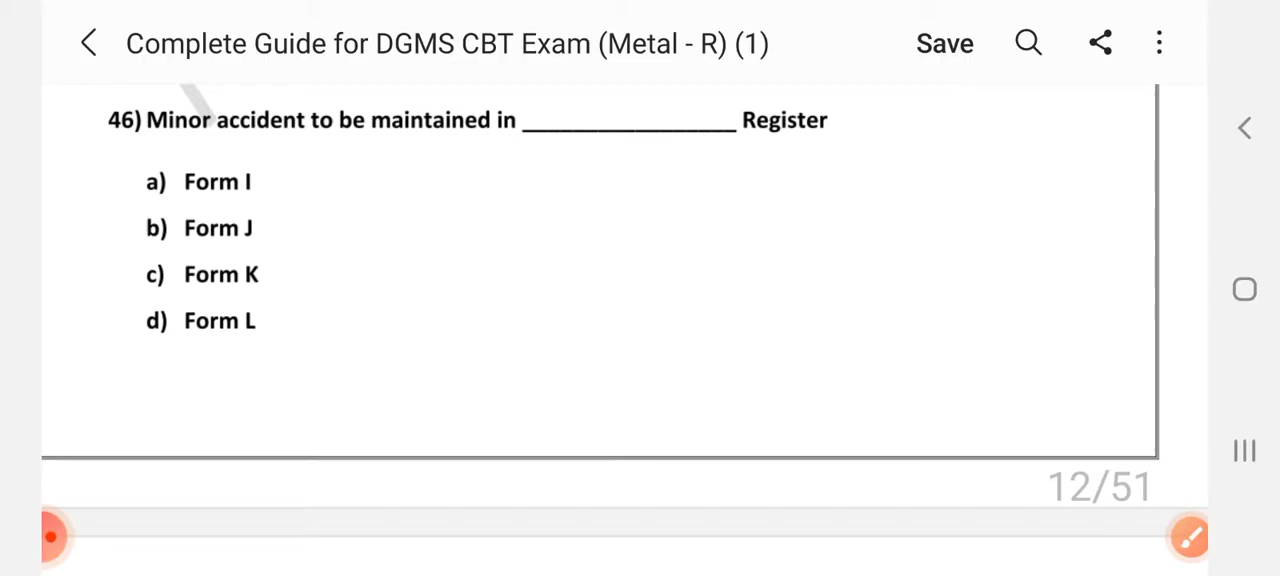 Complete Guide for DGMS CBT Exam (Metal - R) (1) Save
46) Minor accident to be maintained in _________________ Register
a) Form I
b) Form J
c) Form K
d) Form L
12/51